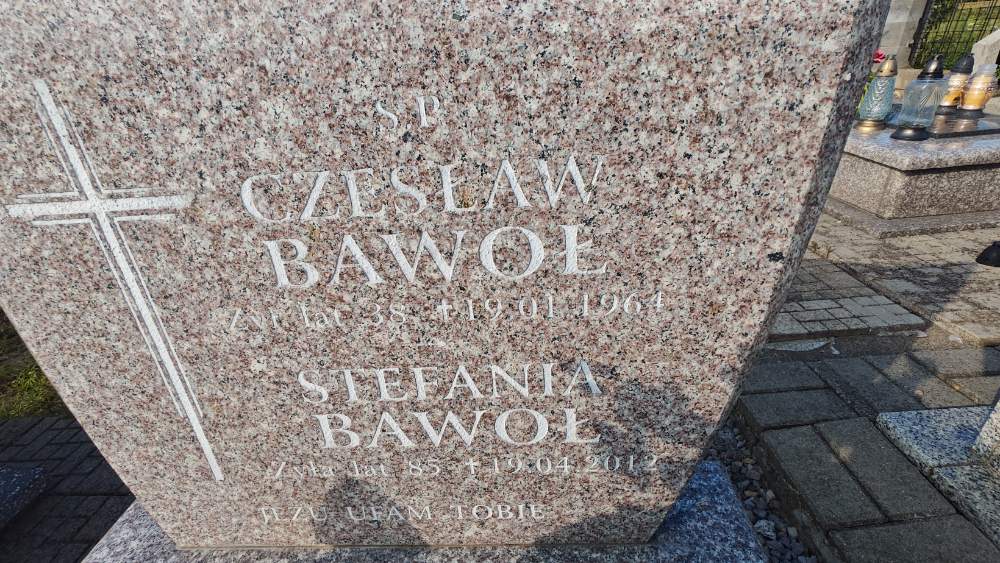 Ś P
CZESŁAW
BAWOŁ
Żył lat 38 ✝ 19.01.1964
STEFANIA
BAWOŁ
Żyła lat 85 ✝ 19.04.2012
JEZU UFAM TOBIE